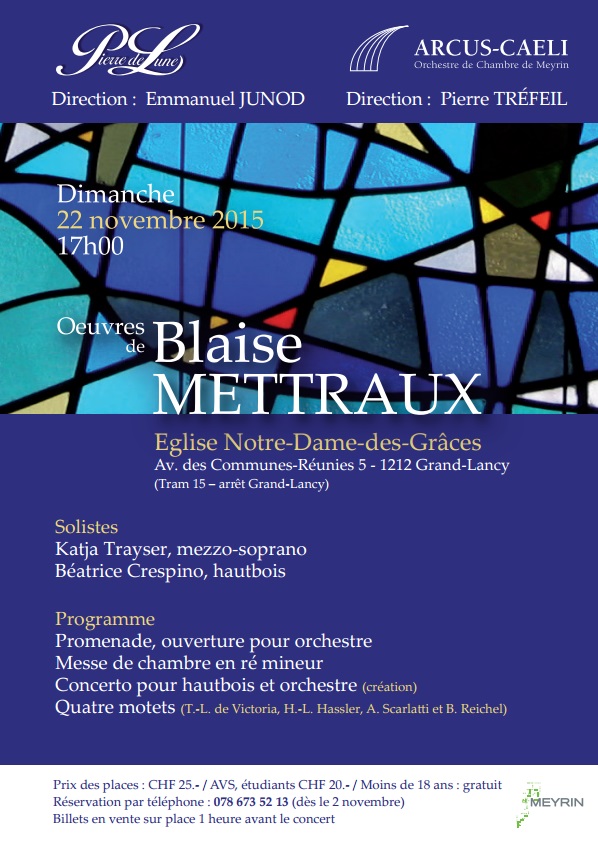 Pierre de Lune
ARCUS-CAELI
Orchestre de Chambre de Meyrin
Direction : Emmanuel JUNOD
Direction : Pierre TRÉFEIL
Dimanche
22 novembre 2015
17h00
Oeuvres
de
Blaise
METTRAUX
Eglise Notre-Dame-des-Grâces
Av. des Communes-Réunies 5 - 1212 Grand-Lancy
(Tram 15 – arrêt Grand-Lancy)
Solistes
Katja Trayser, mezzo-soprano
Béatrice Crespino, hautbois
Programme
Promenade, ouverture pour orchestre
Messe de chambre en ré mineur
Concerto pour hautbois et orchestre (création)
Quatre motets (T.-L. de Victoria, H.-L. Hassler, A. Scarlatti et B. Reichel)
Prix des places : CHF 25.- / AVS, étudiants CHF 20.- / Moins de 18 ans : gratuit
Réservation par téléphone : 078 673 52 13 (dès le 2 novembre)
Billets en vente sur place 1 heure avant le concert
MEYRIN